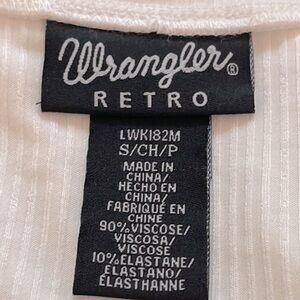 Wrangler®
RETRO
LWK182M
S/CH/P
MADE IN
CHINA/
HECHO EN
CHINA/
FABRIQUÉ EN
CHINE
90%VISCOSE/
VISCOSA/
VISCOSE
10%ELASTANE/
ELASTANO/
ELASTHANNE